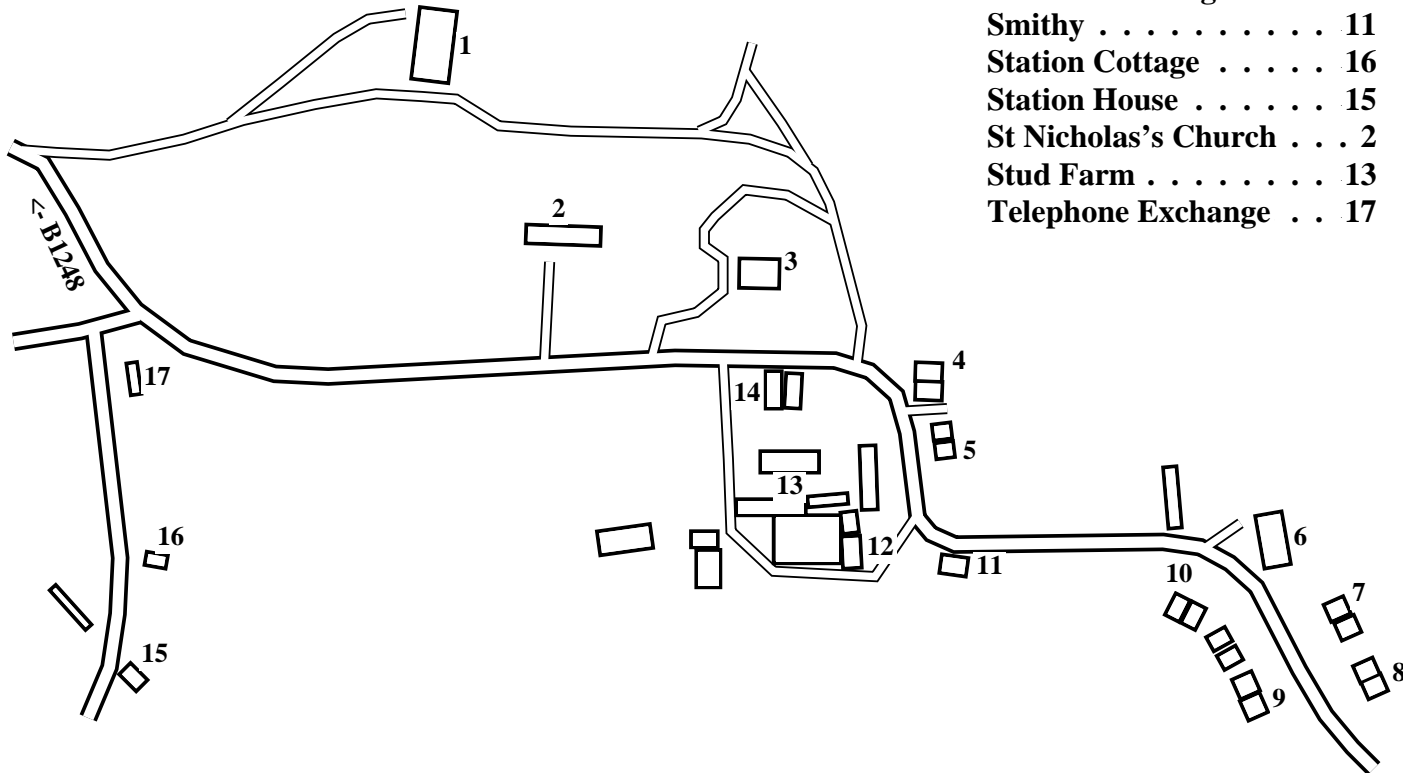 Smithy . . . . . . . . . . 11
Station Cottage . . . . . 16
Station House . . . . . . 15
St Nicholas's Church . . . 2
Stud Farm . . . . . . . . 13
Telephone Exchange . . 17
1
2
<- B1248
3
4
17
14
5
13
16
12
11
6
10
7
15
8
9